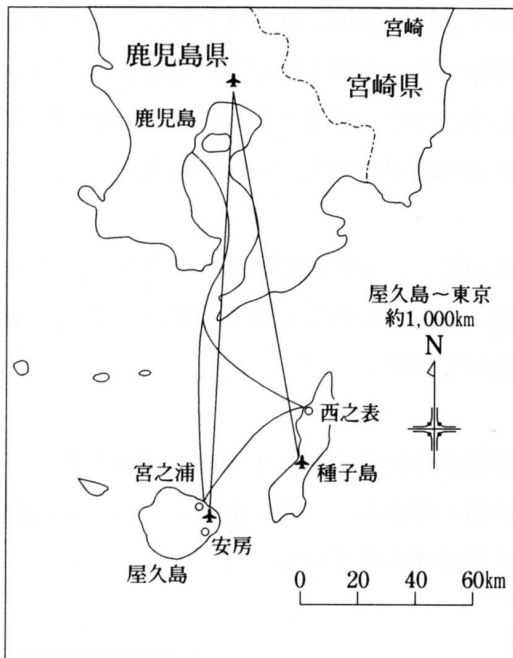 宮崎
鹿児島県
宮崎県
鹿児島
屋久島～東京
約1,000km
N
西之表
宮之浦
種子島
安房
屋久島
0 20 40 60km